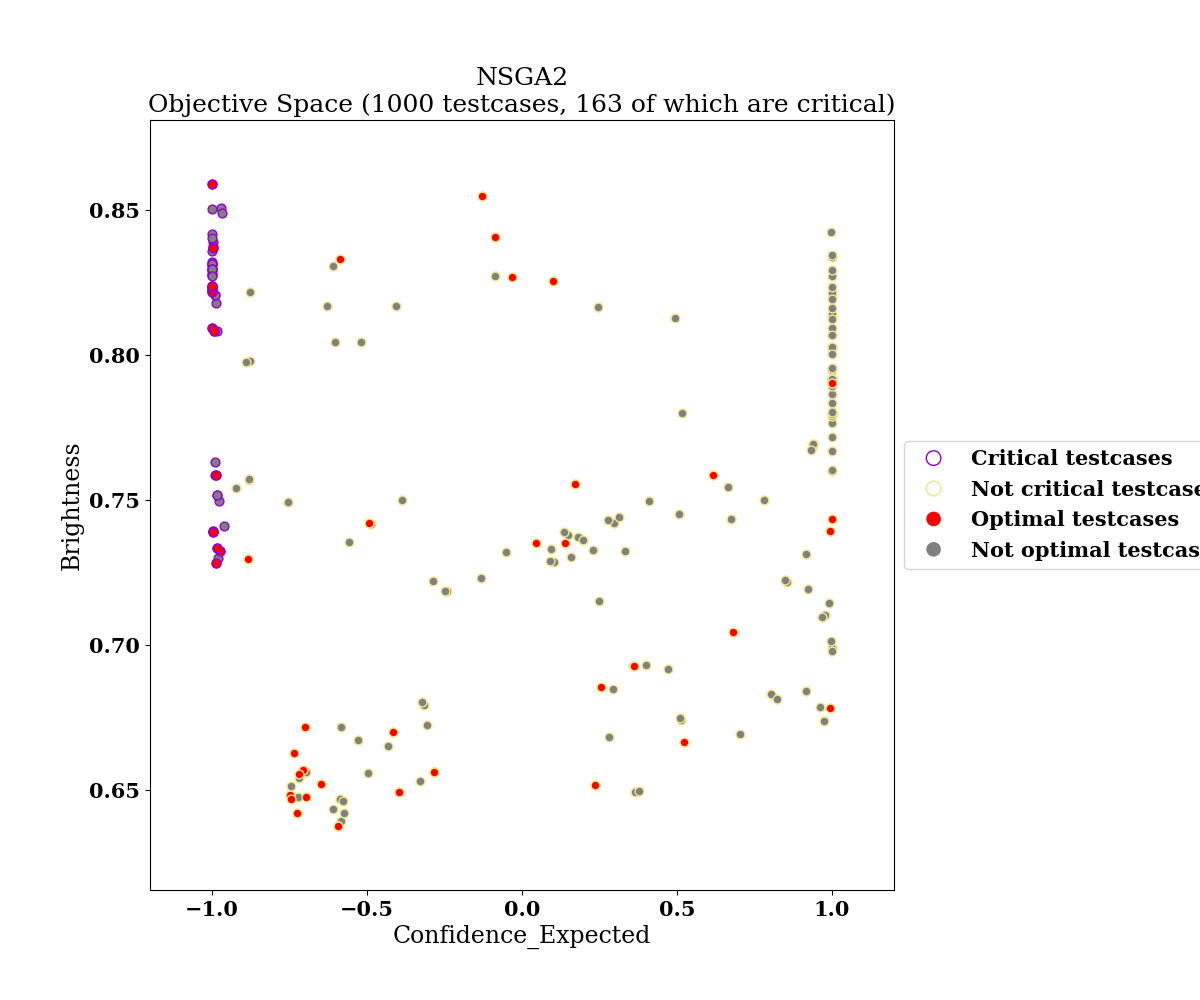 NSGA2
Objective Space (1000 testcases, 163 of which are critical)
0.85
0.80
0.75
0.70
0.65
Brightness
−1.0
−0.5
0.0
0.5
1.0
Confidence_Expected
Critical testcases
Not critical testcase
Optimal testcases
Not optimal testcas